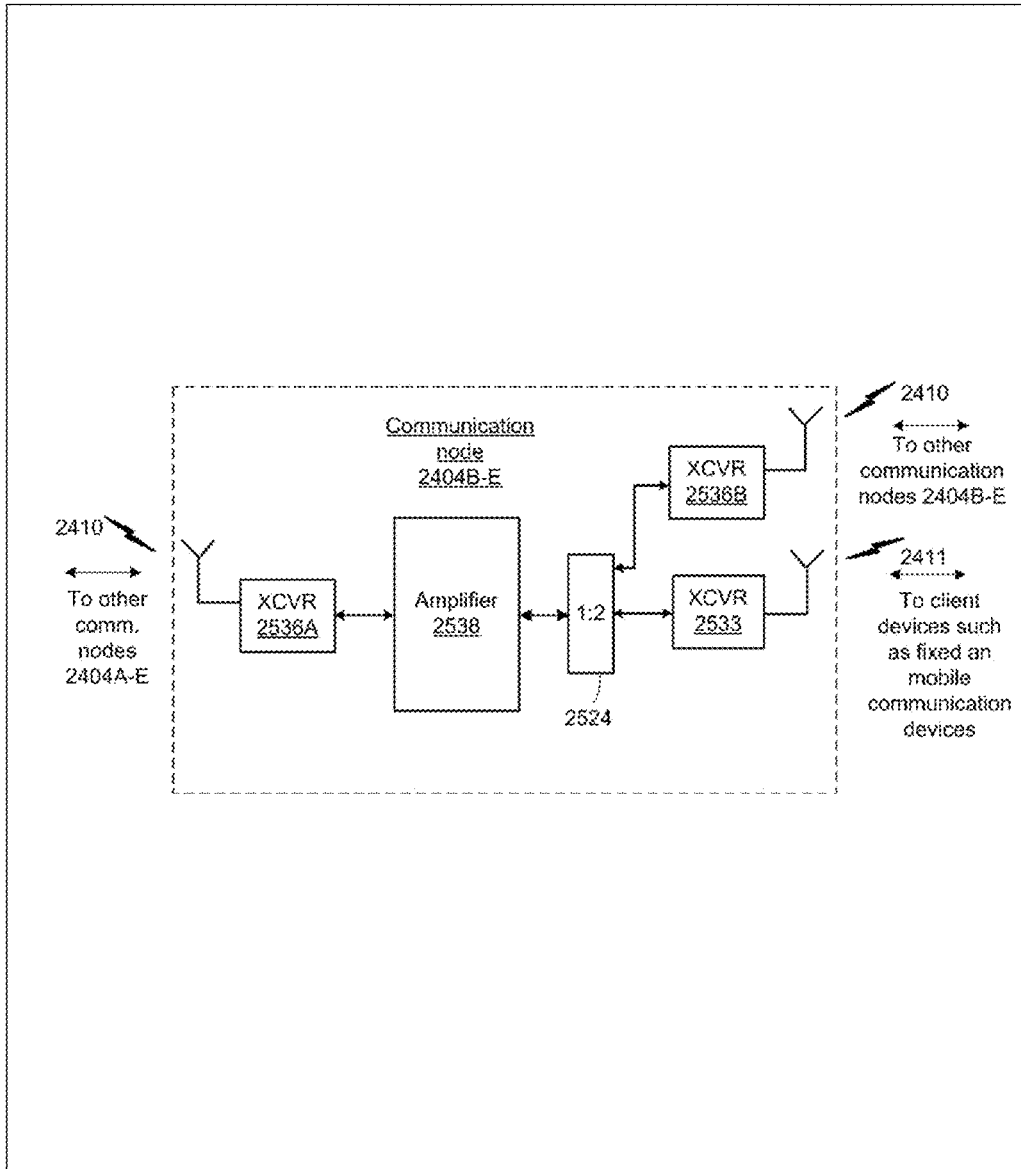 Communication
node
2404B-E
2410
To other
comm.
nodes
2404A-E
XCVR
2536A
Amplifier
2538
1:2
2524
XCVR
2536B
XCVR
2533
2410
To other
communication
nodes 2404B-E
2411
To client
devices such
as fixed an
mobile
communication
devices